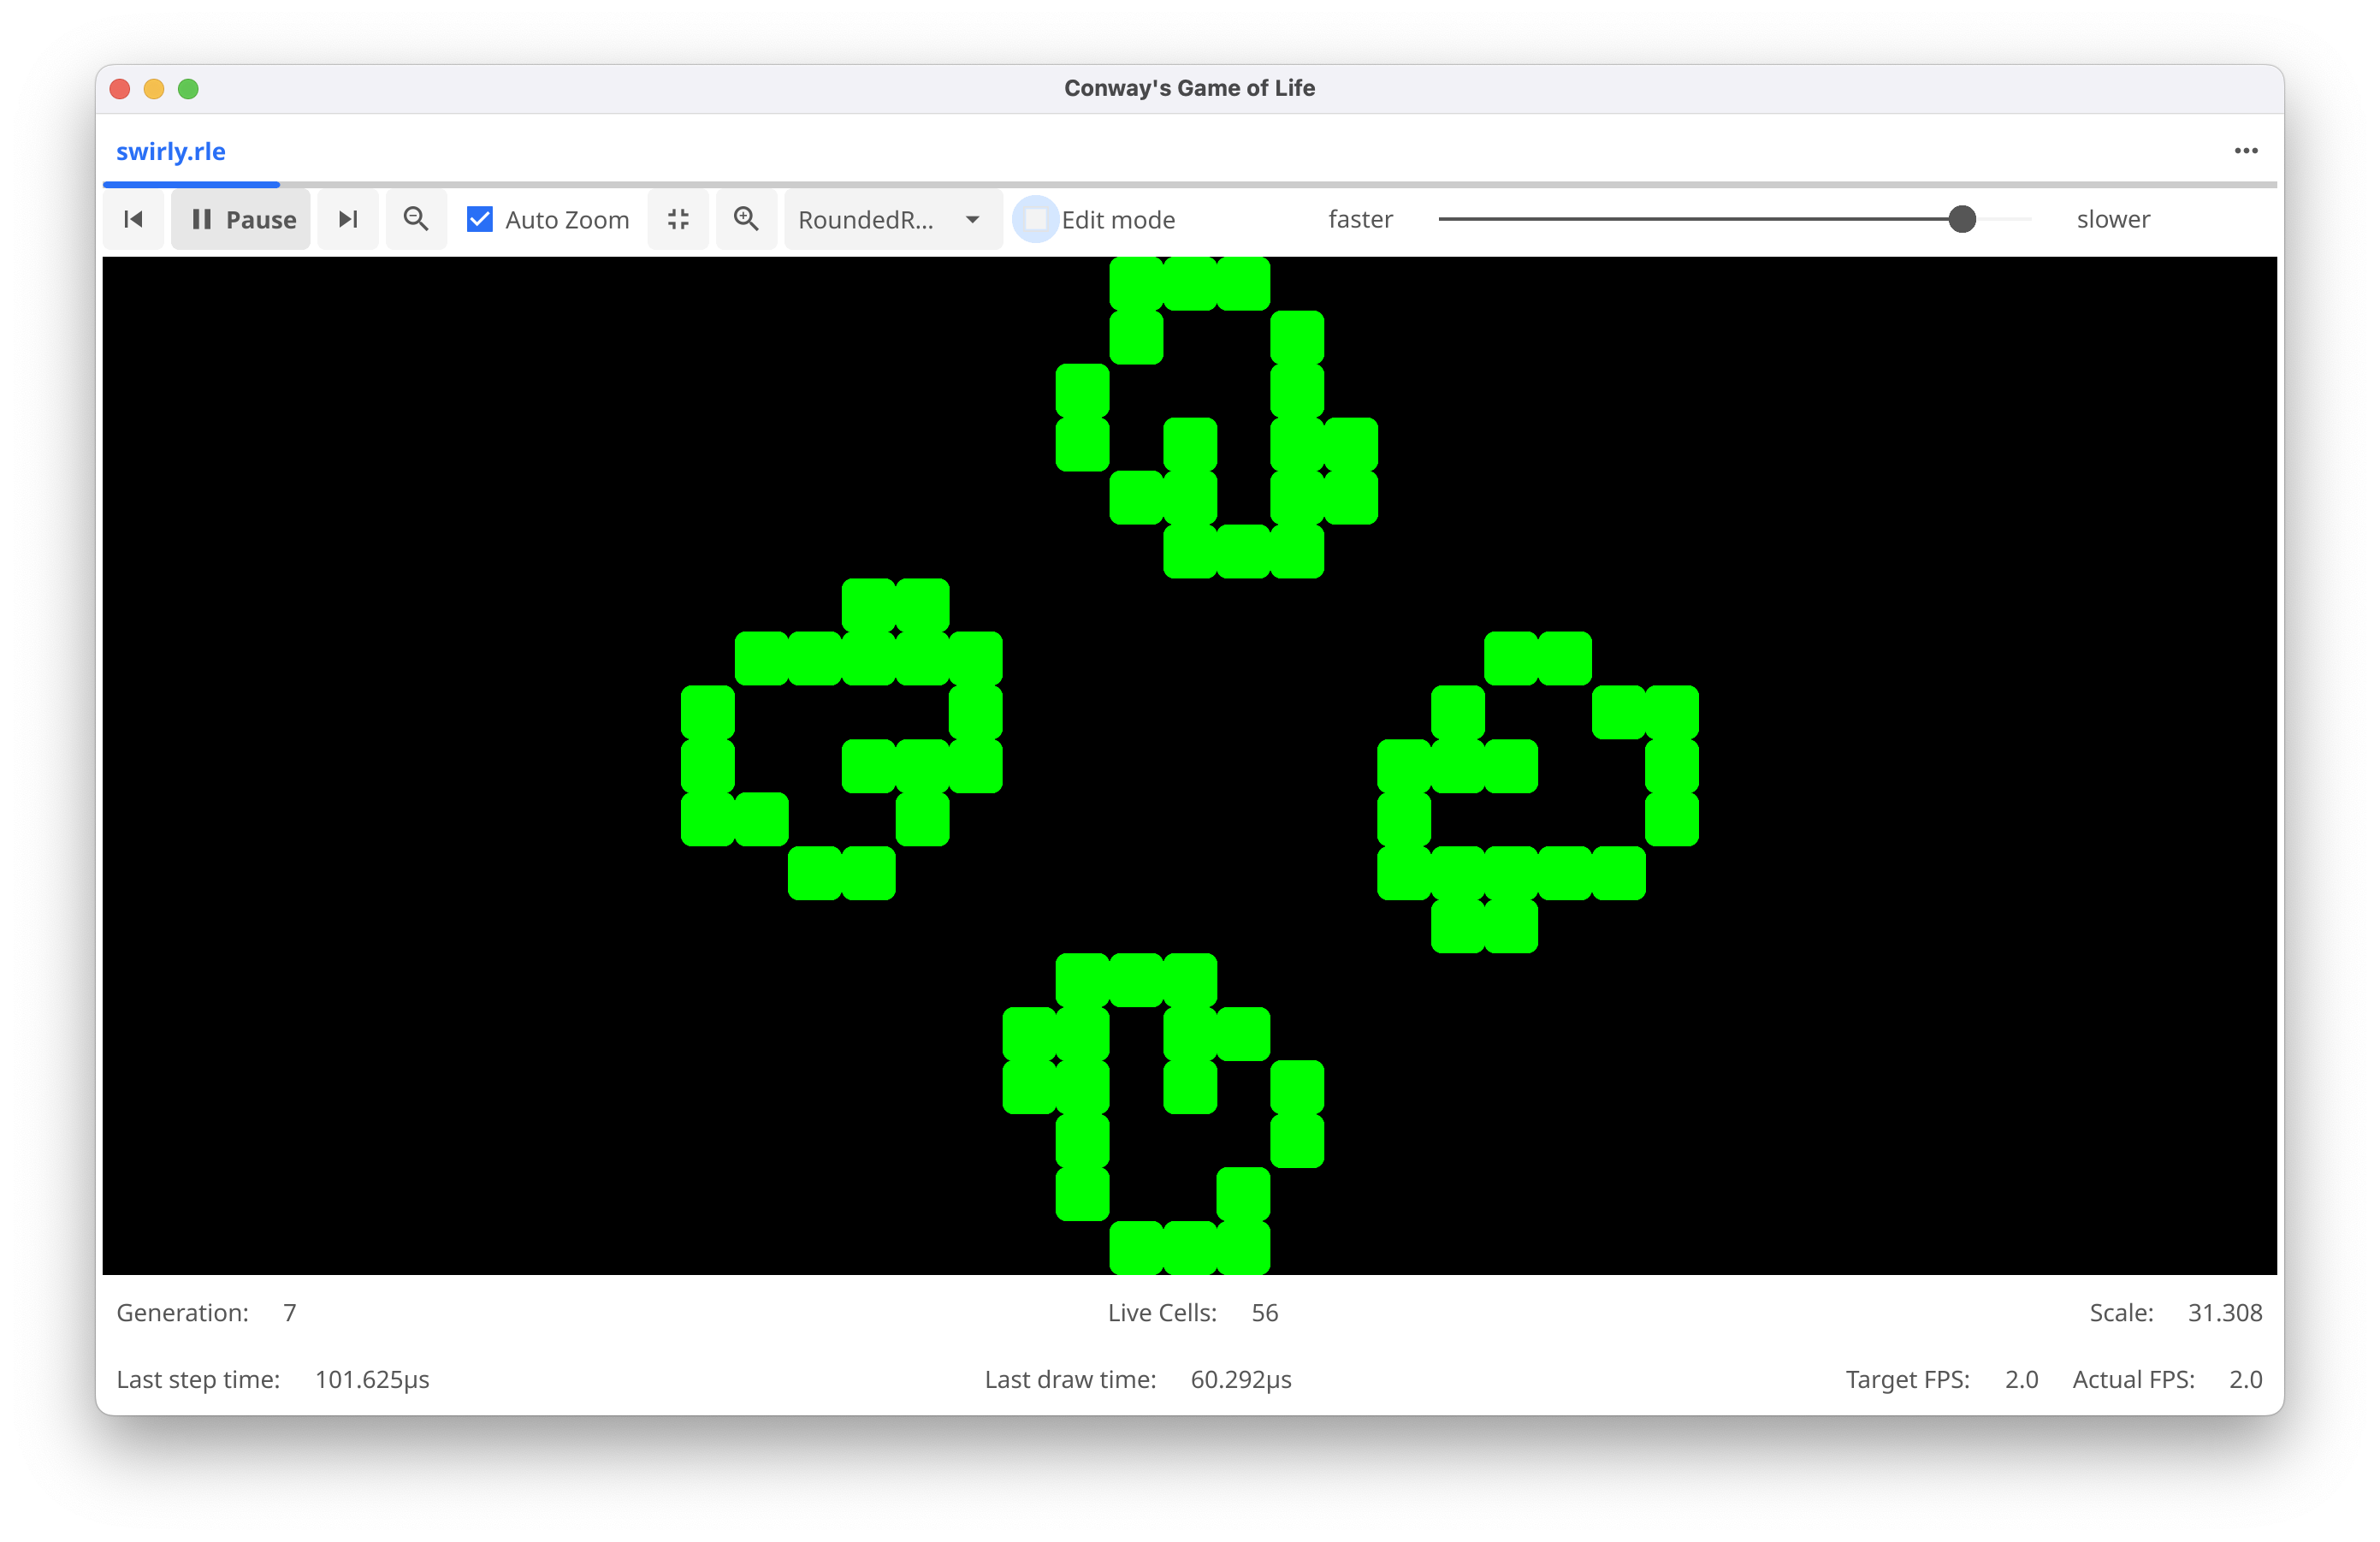 Conway's Game of Life
swirly.rle
Pause Auto Zoom RoundedR... Edit mode faster slower
Generation: 7 Live Cells: 56 Scale: 31.308
Last step time: 101.625µs Last draw time: 60.292µs Target FPS: 2.0 Actual FPS: 2.0